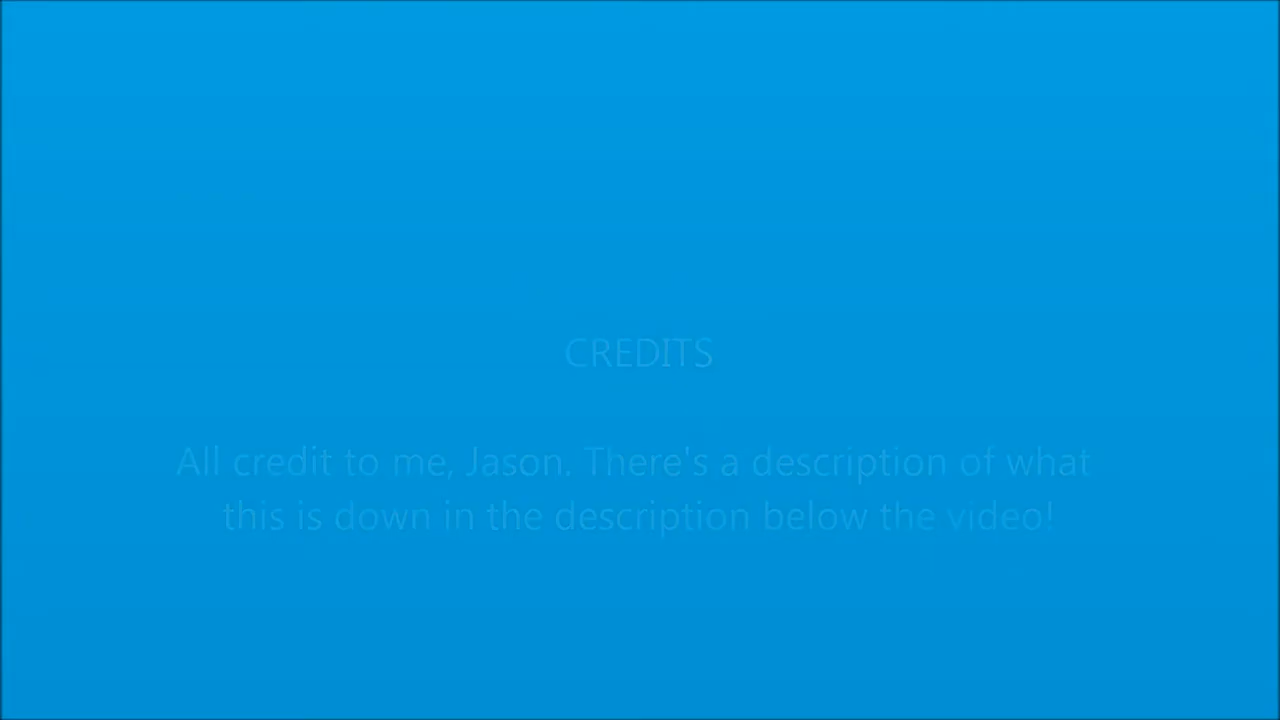 CREDITS
All credit to me, Jason. There's a description of what
this is down in the description below the video!